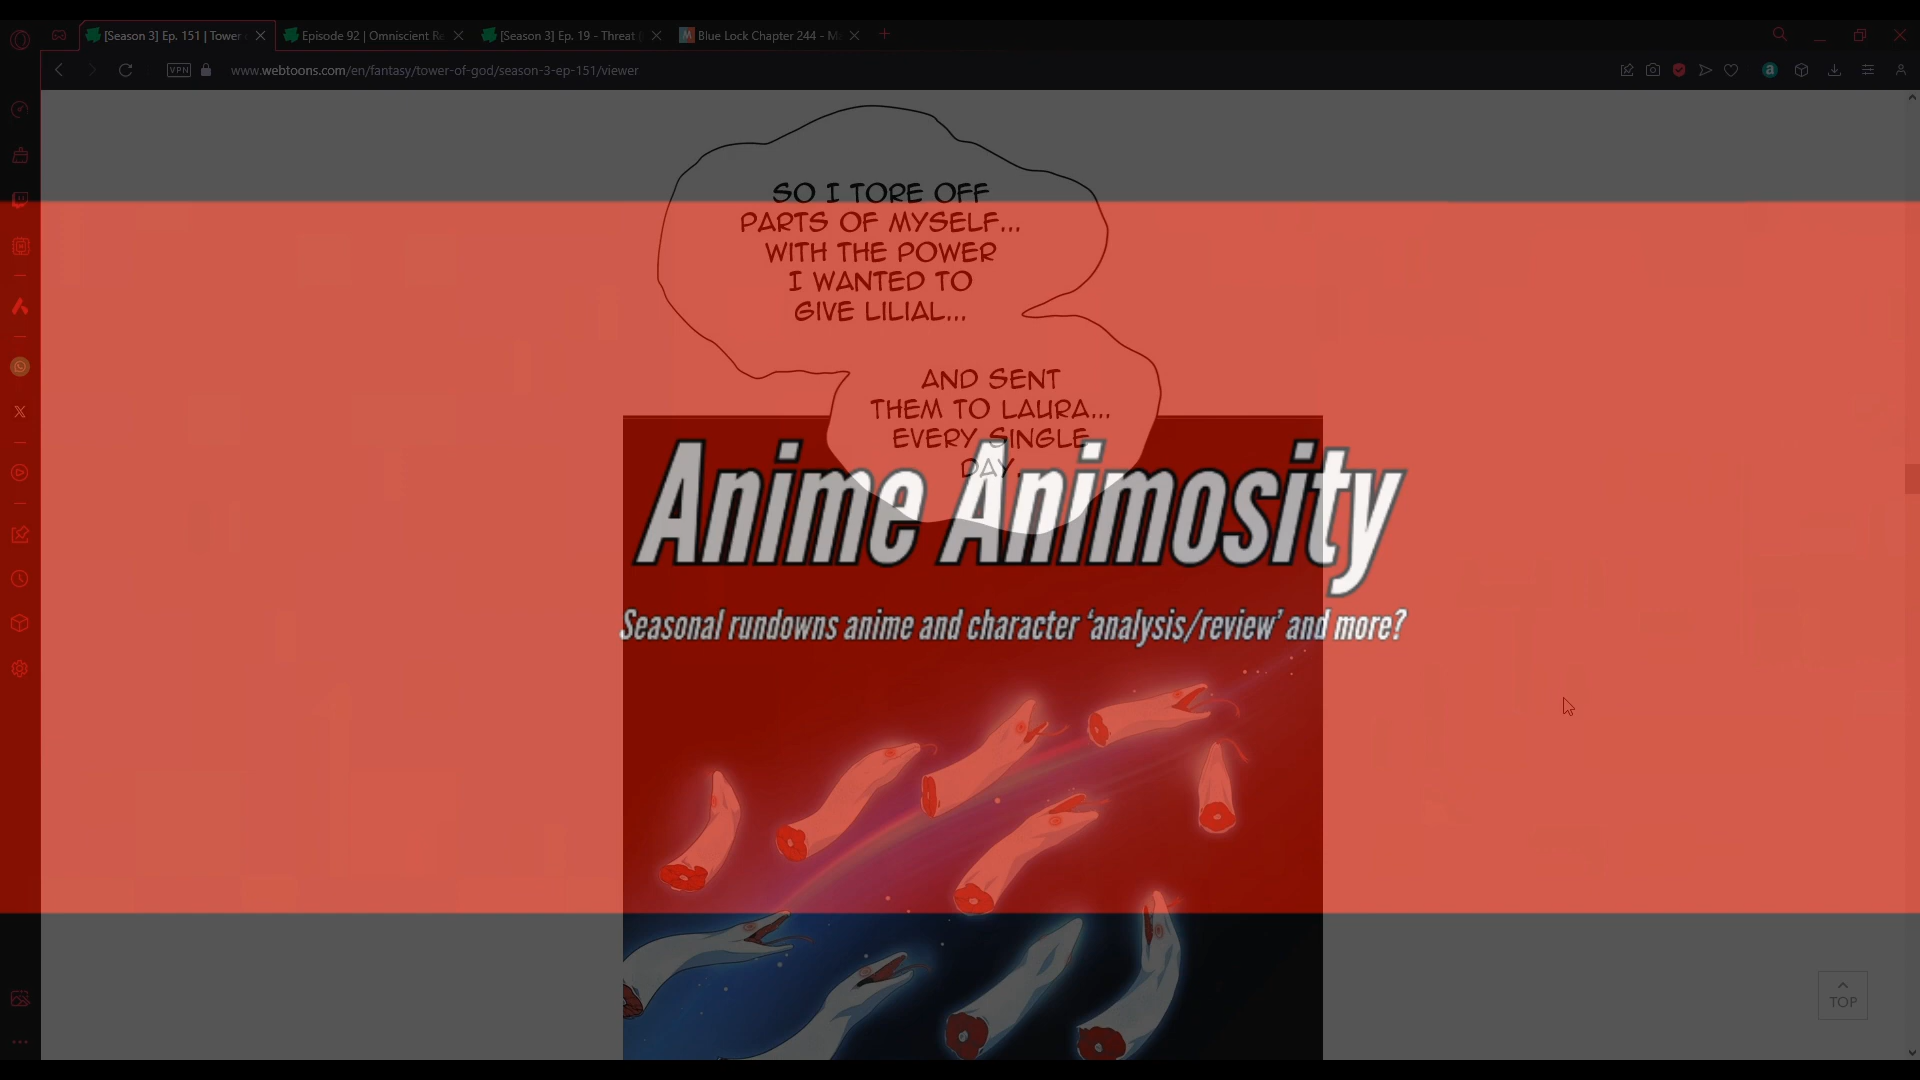 [Season 3] Ep. 151 | Tower
Episode 92 | Omniscient Re
[Season 3] Ep. 19 - Threat
Blue Lock Chapter 244 - M
VPN
www.webtoons.com/en/fantasy/tower-of-god/season-3-ep-151/viewer
SO I TORE OFF
PARTS OF MYSELF...
WITH THE POWER
I WANTED TO
GIVE LILIAL...
AND SENT
THEM TO LAURA...
EVERY SINGLE
DAY.
Anime Animosity
Seasonal rundowns anime and character ‘analysis/review’ and more?
TOP